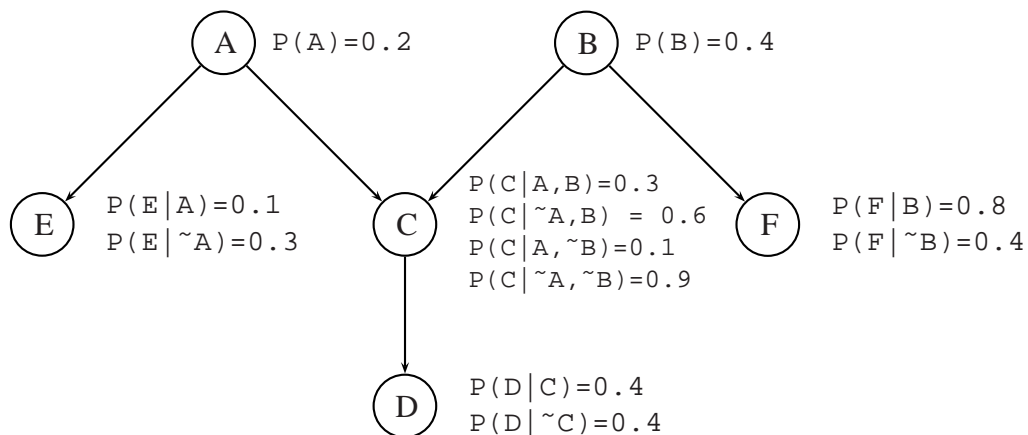 A P(A)=0.2 B P(B)=0.4
E P(E|A)=0.1
P(E|~A)=0.3
C P(C|A,B)=0.3
P(C|~A,B) = 0.6
P(C|A,~B)=0.1
P(C|~A,~B)=0.9
F P(F|B)=0.8
P(F|~B)=0.4
D P(D|C)=0.4
P(D|~C)=0.4